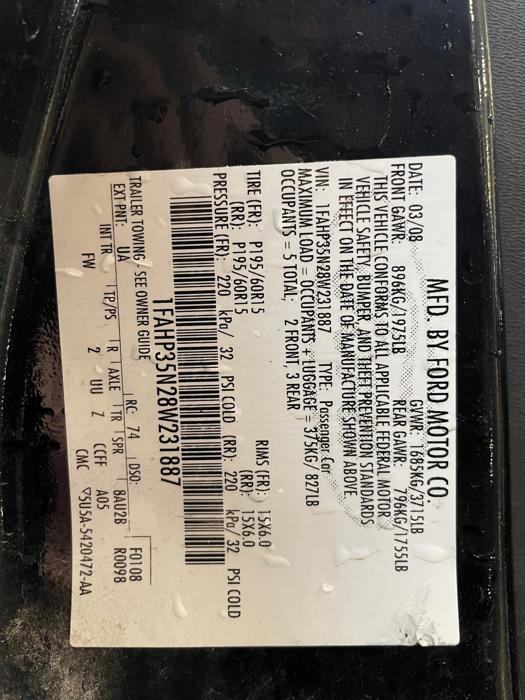 MFD. BY FORD MOTOR CO.
DATE: 03/08 GVWR: 1685KG/3715LB
FRONT GAWR: 896KG/1975LB REAR GAWR: 796KG/1755LB
THIS VEHICLE CONFORMS TO ALL APPLICABLE FEDERAL MOTOR
VEHICLE SAFETY, BUMPER, AND THEFT PREVENTION STANDARDS
IN EFFECT ON THE DATE OF MANUFACTURE SHOWN ABOVE.
VIN: 1FAHP35N28W231887 TYPE: Passenger Car
MAXIMUM LOAD = OCCUPANTS + LUGGAGE = 375KG/ 827LB
OCCUPANTS = 5 TOTAL; 2 FRONT, 3 REAR
TIRE (FR): P195/60R15 RIMS (FR): 15X6.0
(RR): P195/60R15 (RR): 15X6.0
PRESSURE (FR): 220 kPa/ 32 PSI COLD (RR): 220 kPa/ 32 PSI COLD
1FAHP35N28W231887
TRAILER TOWING - SEE OWNER GUIDE F0108
EXT PNT: UA RC: 74 DSO: R0098
INT TR TP/PS R AXLE TR SPR 8AU2B
FW 2 UU Z CCFF A05
CMC 5U5A-5420472-AA